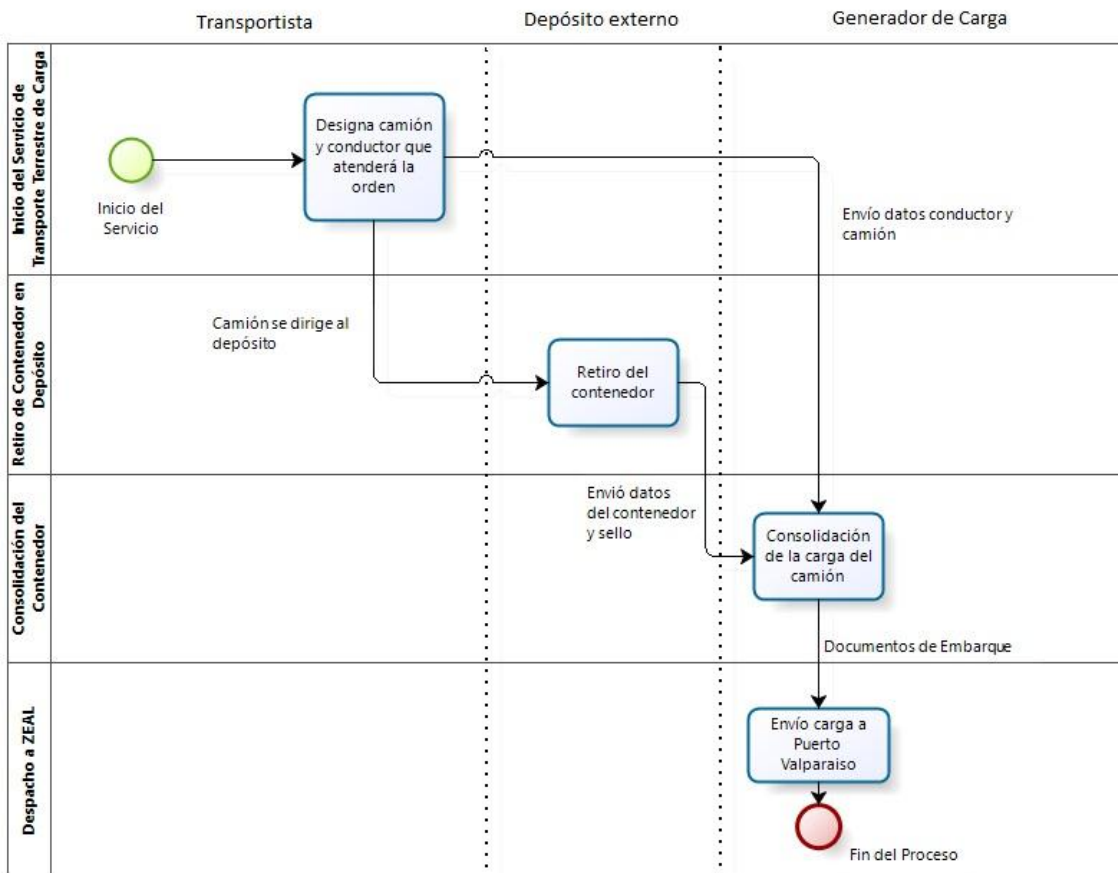 Transportista
Depósito externo
Generador de Carga
Inicio del Servicio de
Transporte Terrestre de Carga
Inicio del
Servicio
Designa camión
y conductor que
atenderá la
orden
Envío datos conductor y
camión
Retiro de Contenedor en
Depósito
Camión se dirige al
depósito
Retiro del
contenedor
Consolidación del
Contenedor
Envió datos
del contenedor
y sello
Consolidación
de la carga del
camión
Documentos de Embarque
Despacho a ZEAL
Envío carga a
Puerto
Valparaiso
Fin del Proceso